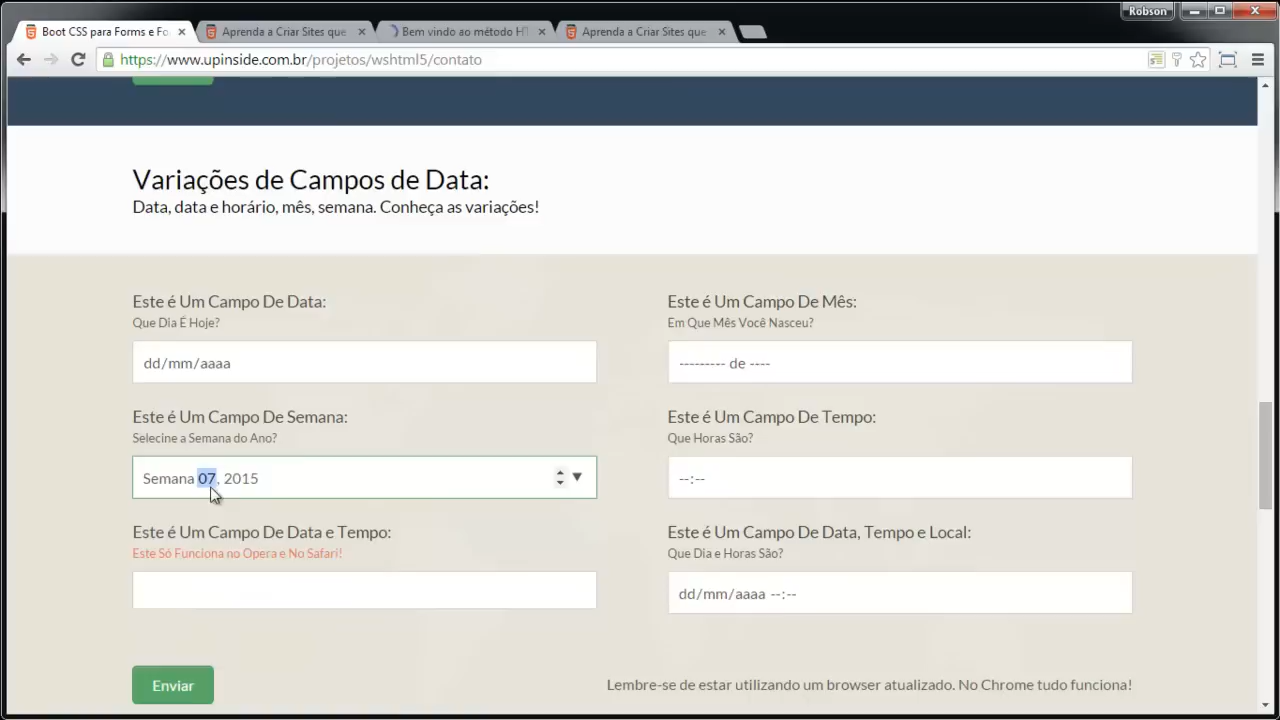 Robson
Boot CSS para Forms e Fo
Aprenda a Criar Sites que
Bem vindo ao método HT
Aprenda a Criar Sites que
https://www.upinside.com.br/projetos/wshtml5/contato
Variações de Campos de Data:
Data, data e horário, mês, semana. Conheça as variações!
Este é Um Campo De Data:
Que Dia É Hoje?
dd/mm/aaaa
Este é Um Campo De Mês:
Em Que Mês Você Nasceu?
--------- de ----
Este é Um Campo De Semana:
Selecine a Semana do Ano?
Semana 07, 2015
Este é Um Campo De Tempo:
Que Horas São?
--:--
Este é Um Campo De Data e Tempo:
Este Só Funciona no Opera e No Safari!
Este é Um Campo De Data, Tempo e Local:
Que Dia e Horas São?
dd/mm/aaaa --:--
Enviar
Lembre-se de estar utilizando um browser atualizado. No Chrome tudo funciona!